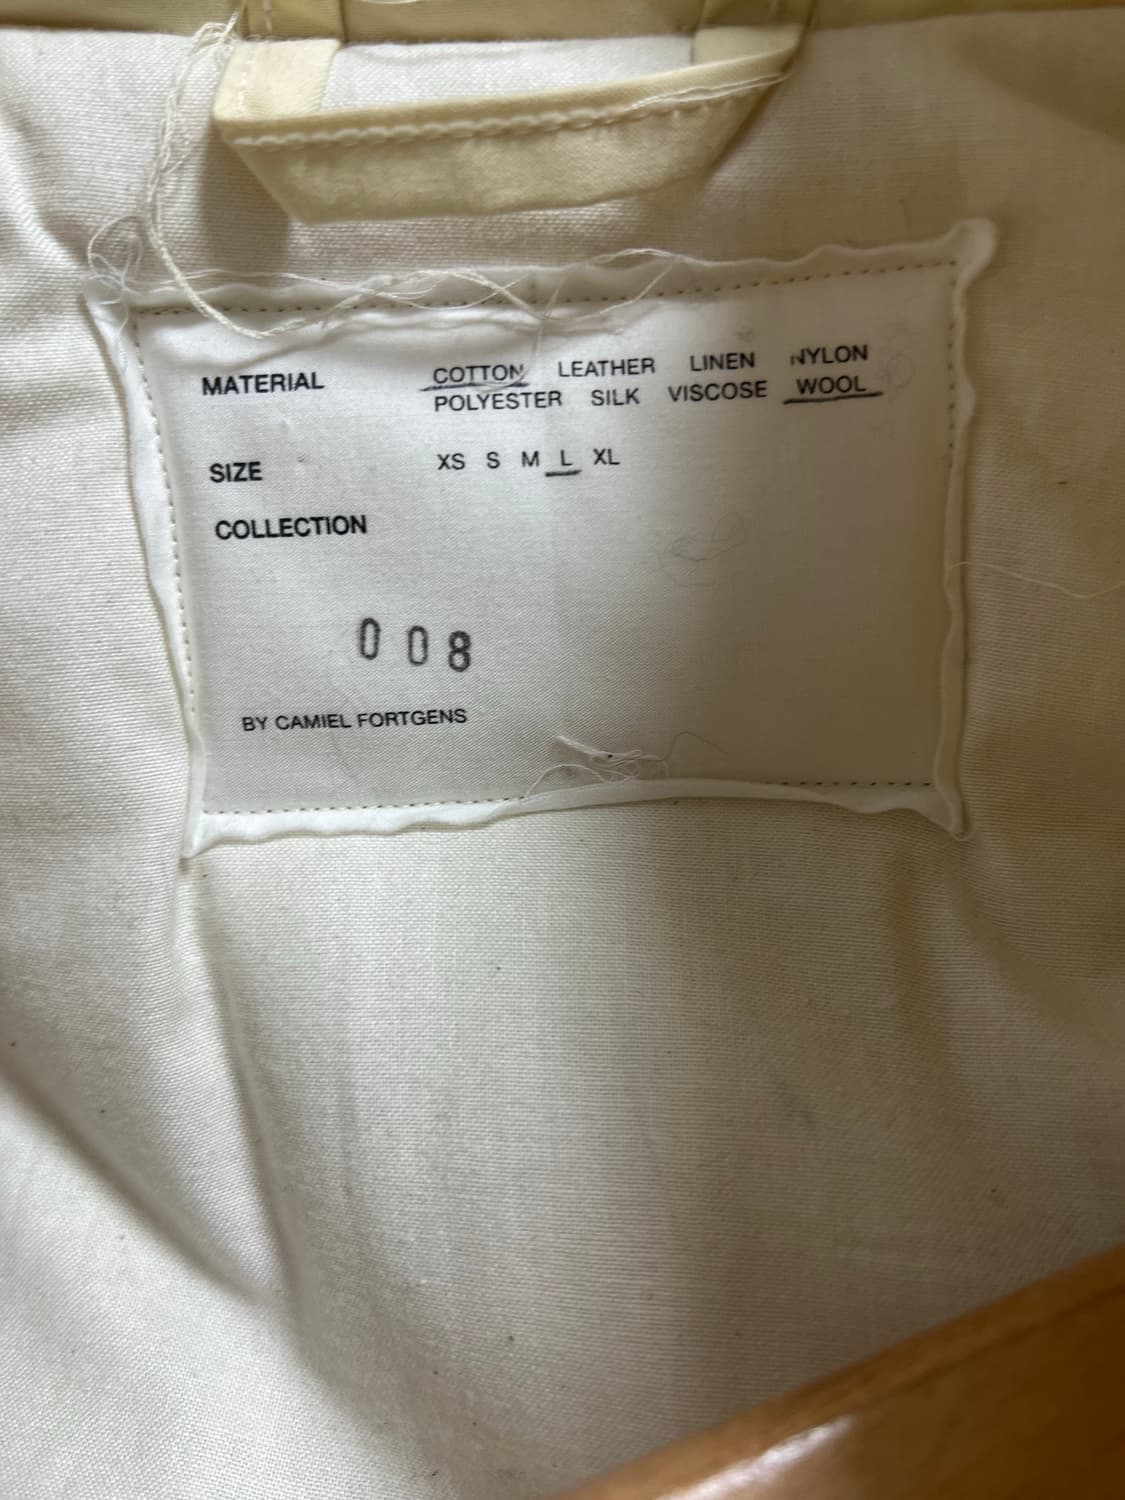 MATERIAL COTTON LEATHER LINEN NYLON
POLYESTER SILK VISCOSE WOOL
SIZE XS S M L XL
COLLECTION
008
BY CAMIEL FORTGENS